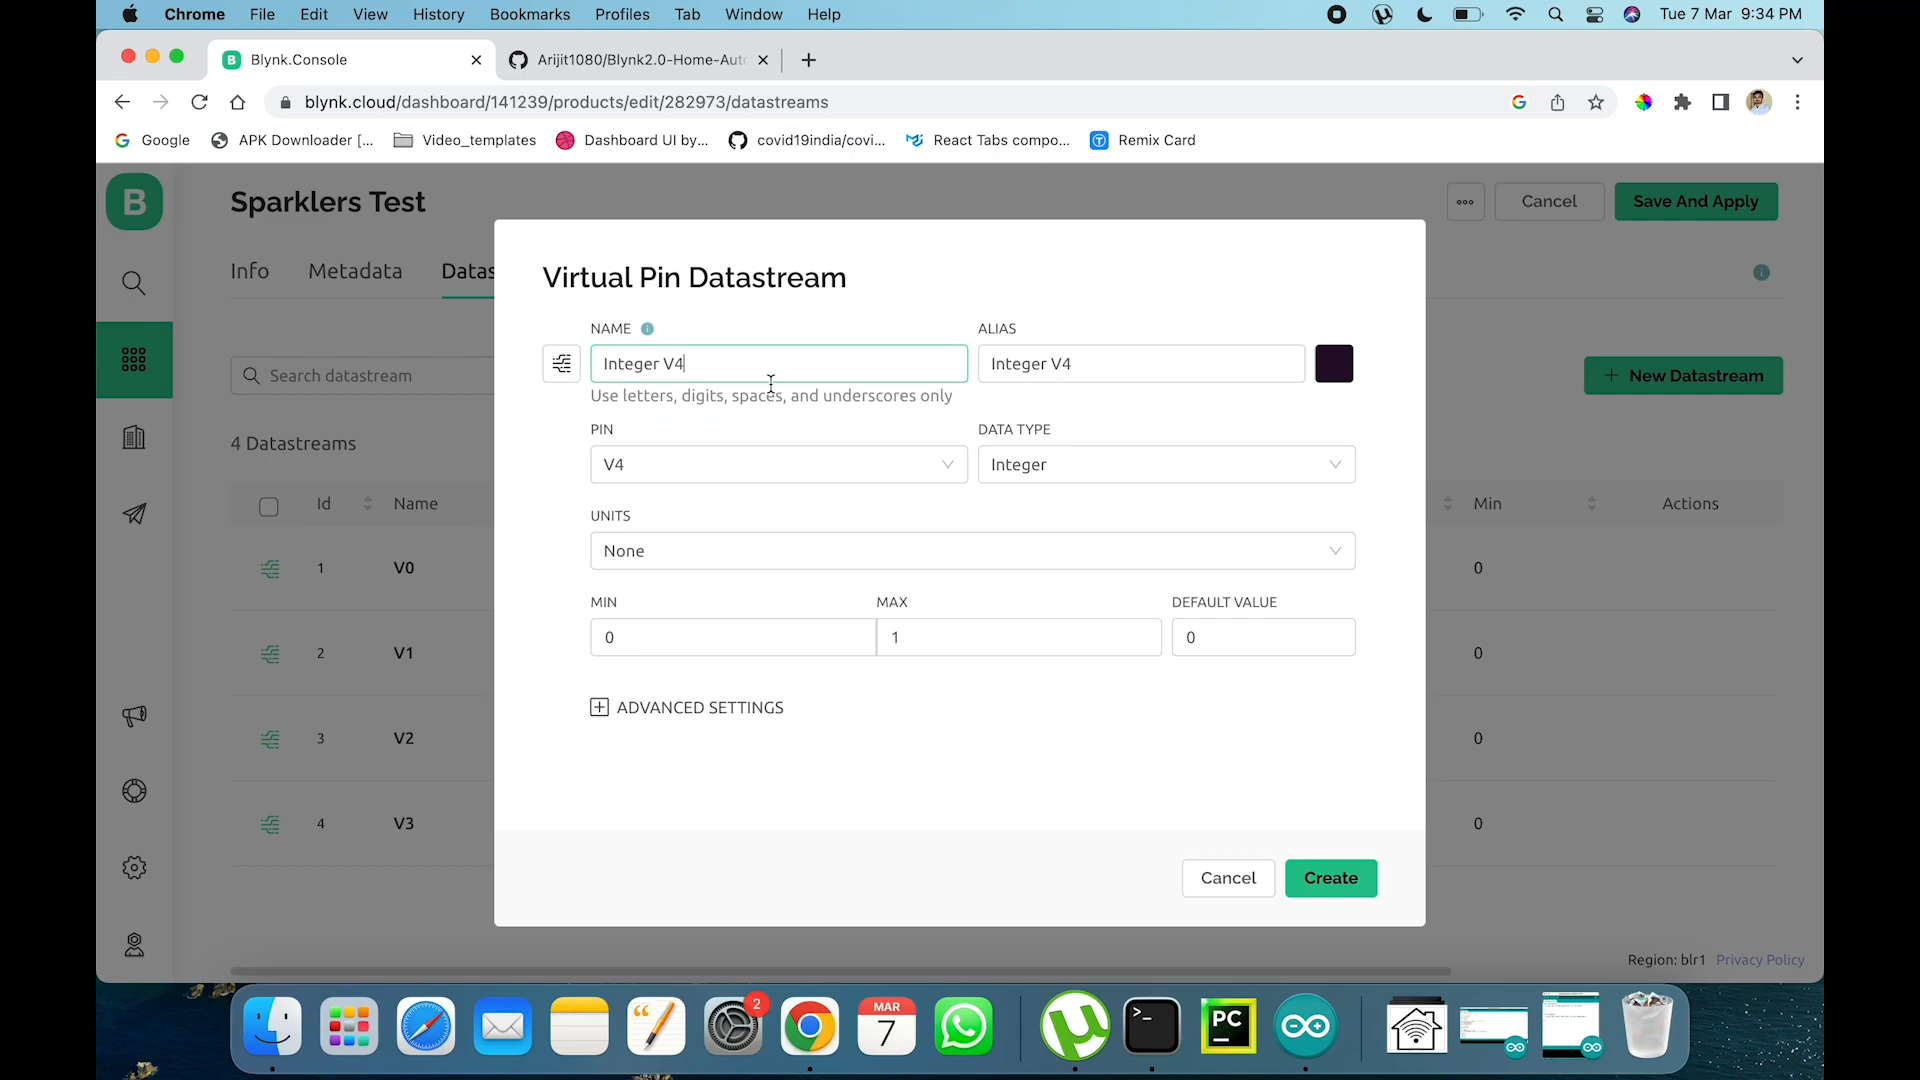 Chrome File Edit View History Bookmarks Profiles Tab Window Help Tue 7 Mar 9:34 PM
B Blynk.Console Arijit1080/Blynk2.0-Home-Auto
blynk.cloud/dashboard/141239/products/edit/282973/datastreams
Google APK Downloader [... Video_templates Dashboard UI by... covid19india/covi... React Tabs compo... Remix Card
B Sparklers Test Cancel Save And Apply
Info Metadata Datas
Virtual Pin Datastream
NAME ALIAS
Integer V4 Integer V4
Use letters, digits, spaces, and underscores only
Search datastream + New Datastream
PIN DATA TYPE
V4 Integer
4 Datastreams
Id Name Min Actions
UNITS
None
1 V0 0
MIN MAX DEFAULT VALUE
0 1 0
2 V1 0
ADVANCED SETTINGS
3 V2 0
4 V3 0
Cancel Create
Region: blr1 Privacy Policy
2
MAR
7
PC